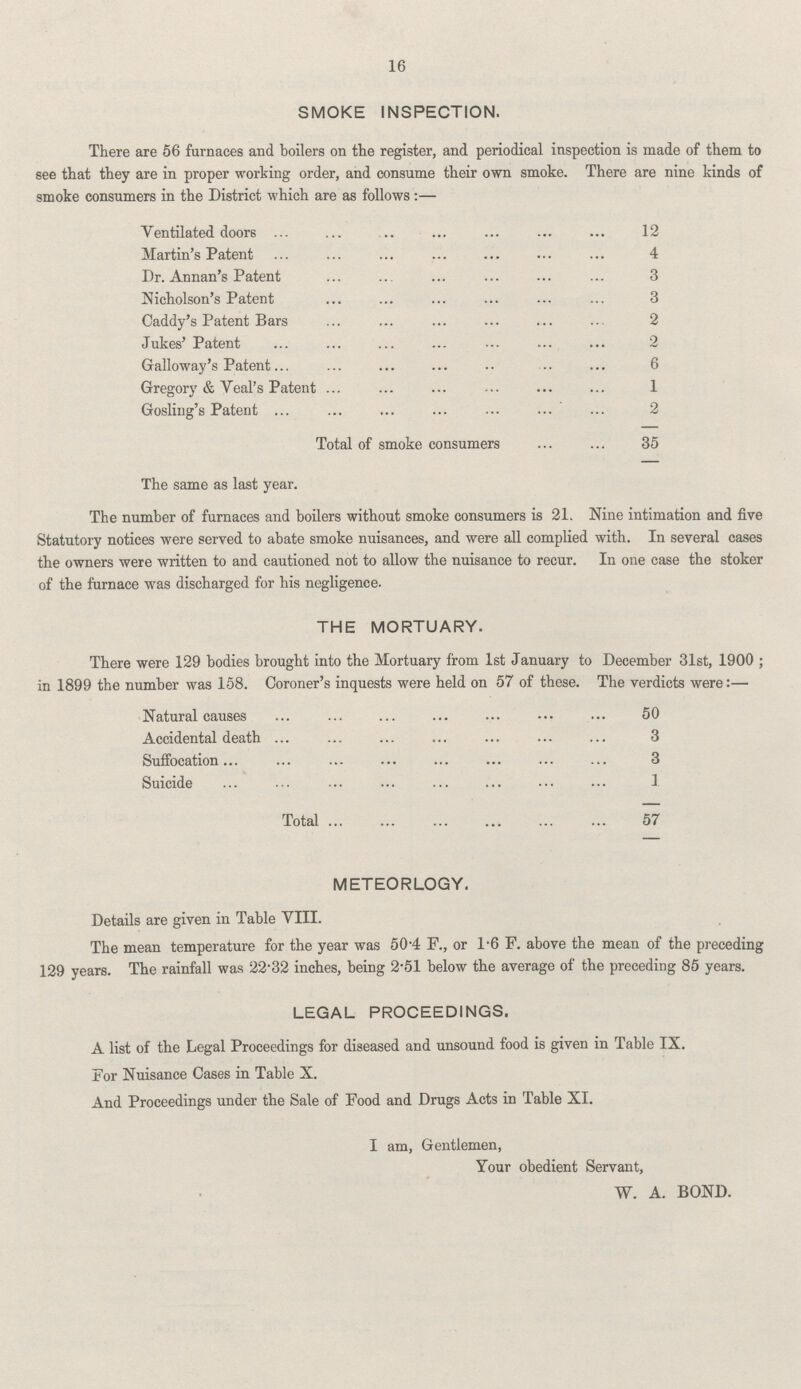 16
SMOKE INSPECTION.
There are 56 furnaces and boilers on the register, and periodical inspection is made of them to
see that they are in proper working order, and consume their own smoke. There are nine kinds of
smoke consumers in the District which are as follows :—
Ventilated doors ... ... .. ... ... ... ... 12
Martin's Patent ... ... ... ... ... ... ... 4
Dr. Annan's Patent ... ... ... ... ... ... 3
Nicholson's Patent ... ... ... ... ... ... 3
Caddy's Patent Bars ... ... ... ... ... ... 2
Jukes' Patent ... ... ... ... ... ... ... 2
Galloway's Patent... ... ... ... .. .. ... 6
Gregory & Veal's Patent ... ... ... ... ... ... 1
Gosling's Patent ... ... ... ... ... ... ... 2
Total of smoke consumers ... ... 35
The same as last year.
The number of furnaces and boilers without smoke consumers is 21. Nine intimation and five
Statutory notices were served to abate smoke nuisances, and were all complied with. In several cases
the owners were written to and cautioned not to allow the nuisance to recur. In one case the stoker
of the furnace was discharged for his negligence.
THE MORTUARY.
There were 129 bodies brought into the Mortuary from 1st January to December 31st, 1900 ;
in 1899 the number was 158. Coroner's inquests were held on 57 of these. The verdicts were:—
Natural causes ... ... ... ... ... ... ... 50
Accidental death ... ... ... ... ... ... ... 3
Suffocation ... ... ... ... ... ... ... ... 3
Suicide ... ... ... ... ... ... ... ... 1
Total ... ... ... ... ... ... 57
METEORLOGY.
Details are given in Table VIII.
The mean temperature for the year was 50·4 F., or 1·6 F. above the mean of the preceding
129 years. The rainfall was 22·32 inches, being 2·51 below the average of the preceding 85 years.
LEGAL PROCEEDINGS.
A list of the Legal Proceedings for diseased and unsound food is given in Table IX.
For Nuisance Cases in Table X.
And Proceedings under the Sale of Food and Drugs Acts in Table XI.
I am, Gentlemen,
Your obedient Servant,
W. A. BOND.